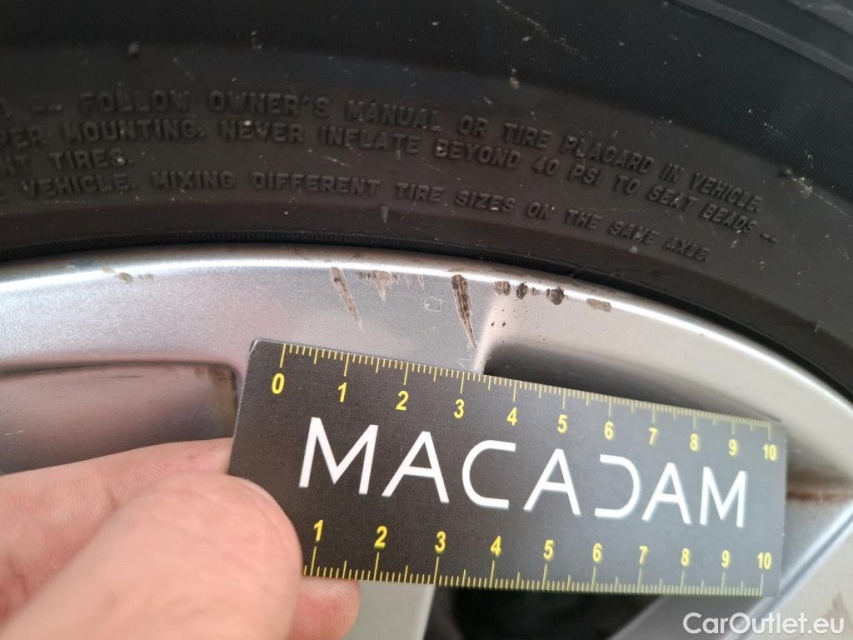 -- FOLLOW OWNER'S MANUAL OR TIRE PLACARD IN VEHICLE.
PER MOUNTING. NEVER INFLATE BEYOND 40 PSI TO SEAT BEADS --
NT TIRES.
VEHICLE. MIXING DIFFERENT TIRE SIZES ON THE SAME AXLE.
0 1 2 3 4 5 6 7 8 9 10
MACADAM
1 2 3 4 5 6 7 8 9 10
CarOutlet.eu